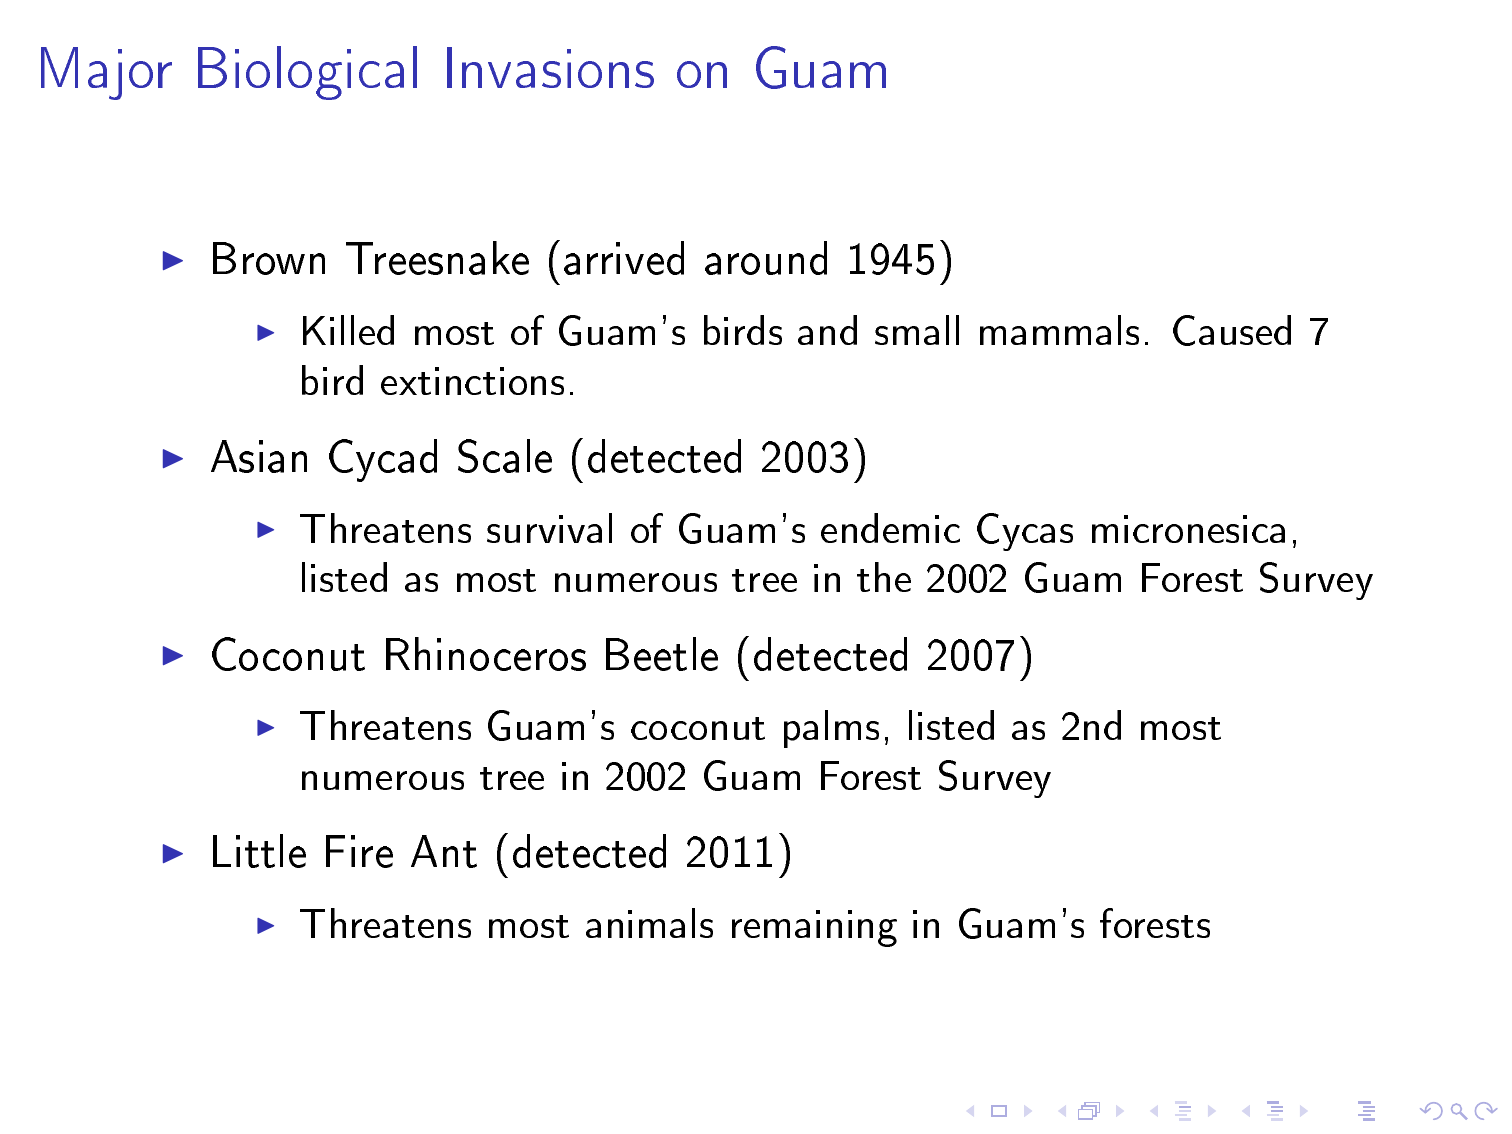 Major Biological Invasions on Guam
Brown Treesnake (arrived around 1945)
Killed most of Guam's birds and small mammals. Caused 7
bird extinctions.
Asian Cycad Scale (detected 2003)
Threatens survival of Guam's endemic Cycas micronesica,
listed as most numerous tree in the 2002 Guam Forest Survey
Coconut Rhinoceros Beetle (detected 2007)
Threatens Guam's coconut palms, listed as 2nd most
numerous tree in 2002 Guam Forest Survey
Little Fire Ant (detected 2011)
Threatens most animals remaining in Guam's forests